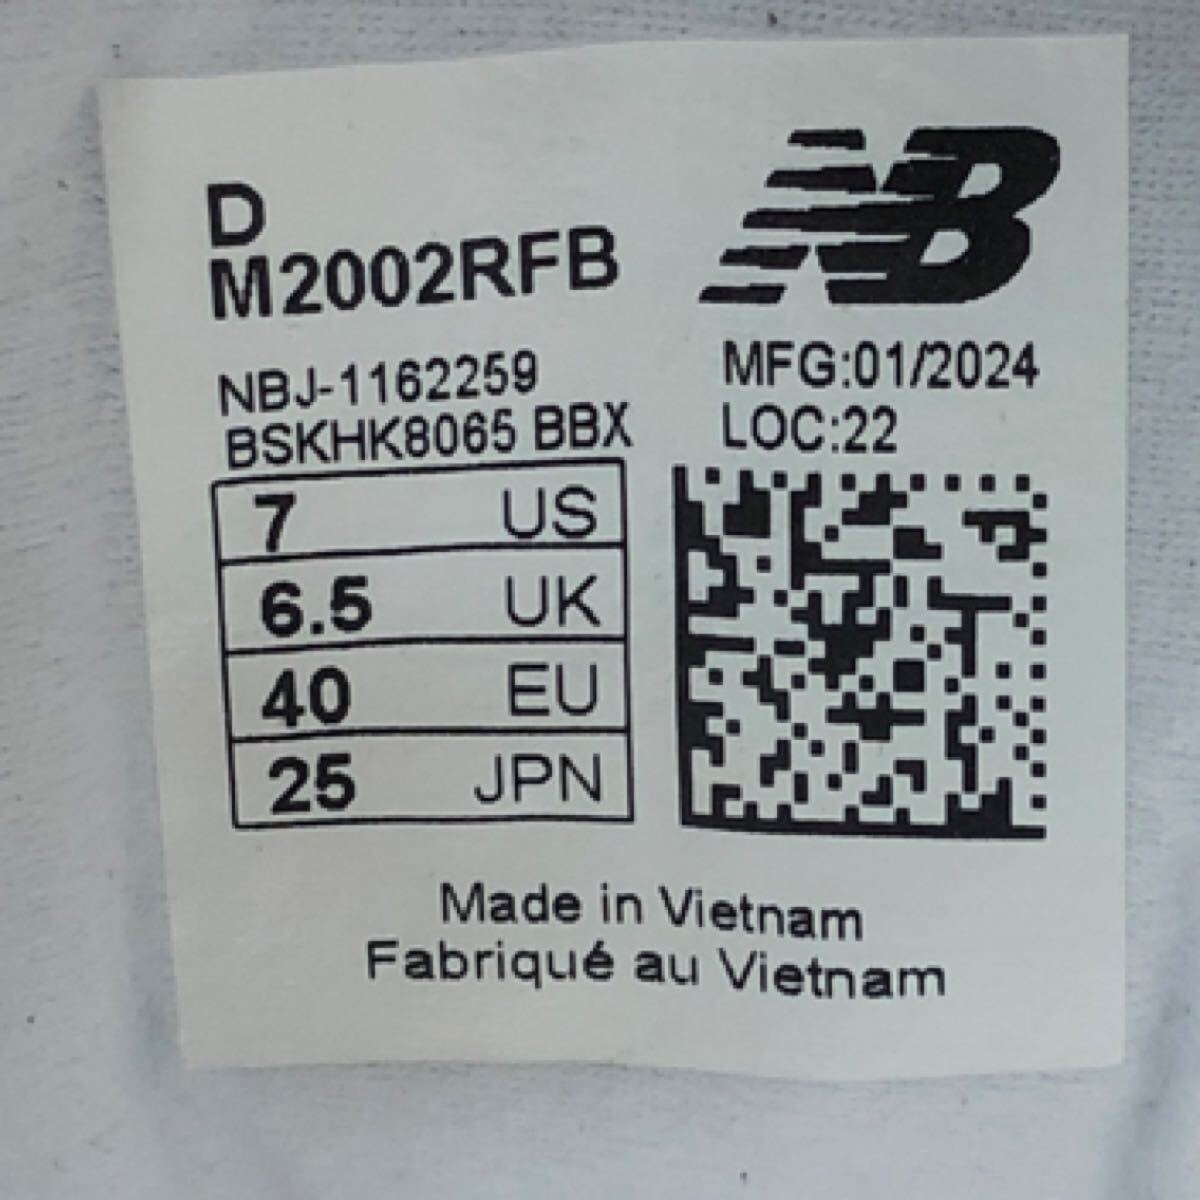 D
M2002RFB
NB
NBJ-1162259
BSKHK8065 BBX
MFG:01/2024
LOC:22
7 US
6.5 UK
40 EU
25 JPN
Made in Vietnam
Fabriqué au Vietnam